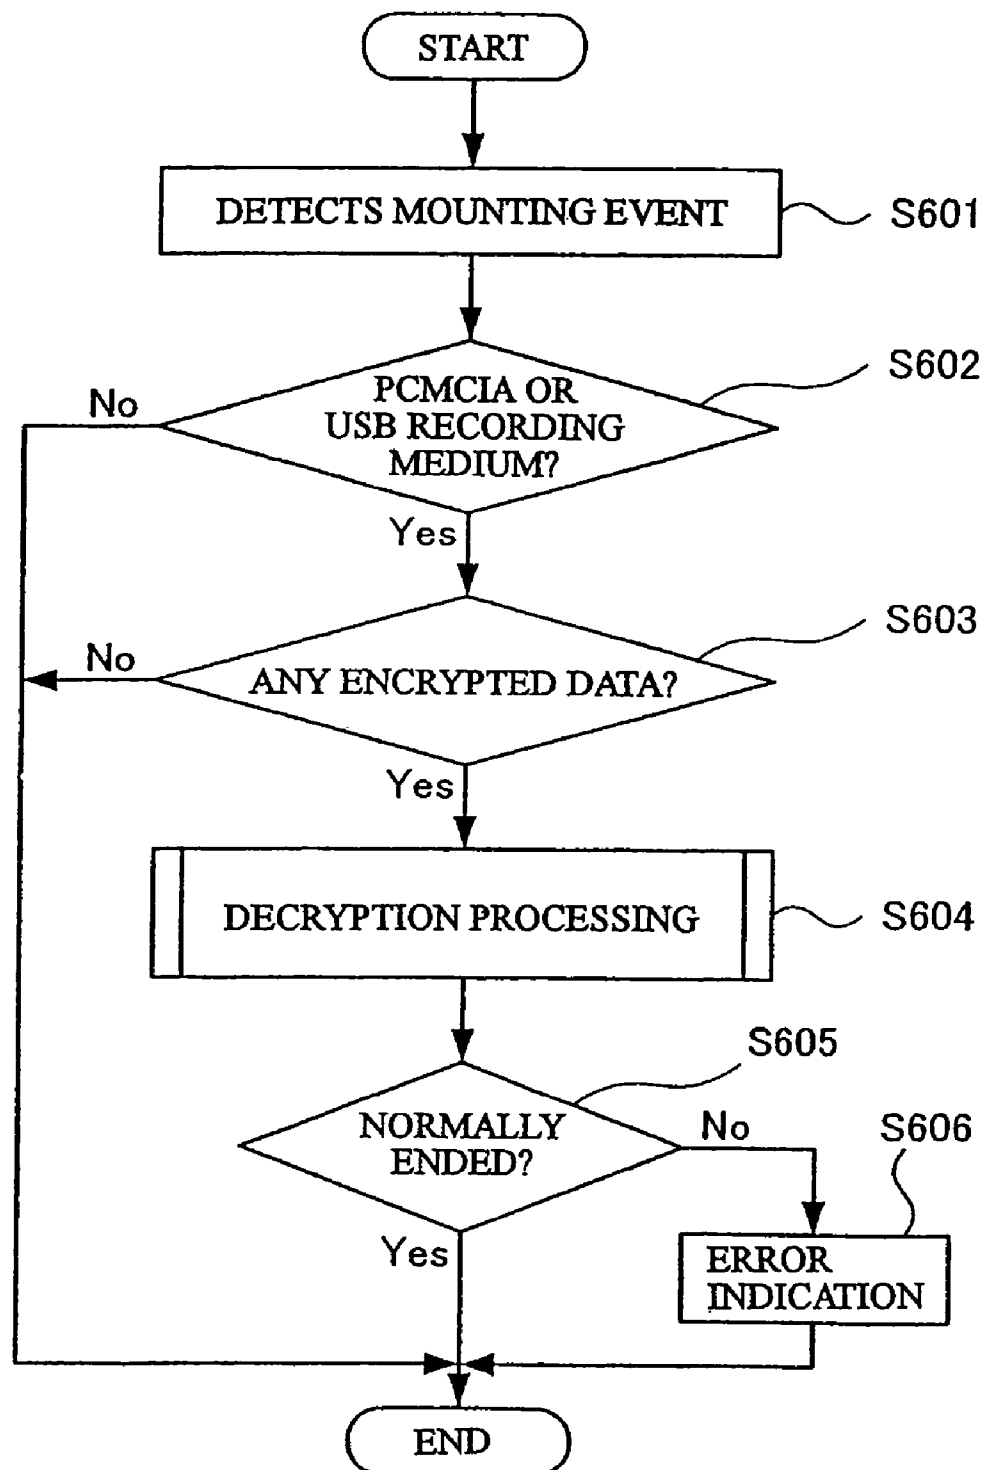 START
DETECTS MOUNTING EVENT
S601
PCMCIA OR
USB RECORDING
MEDIUM?
S602
No
Yes
ANY ENCRYPTED DATA?
S603
No
Yes
DECRYPTION PROCESSING
S604
S605
NORMALLY
ENDED?
No
S606
Yes
ERROR
INDICATION
END